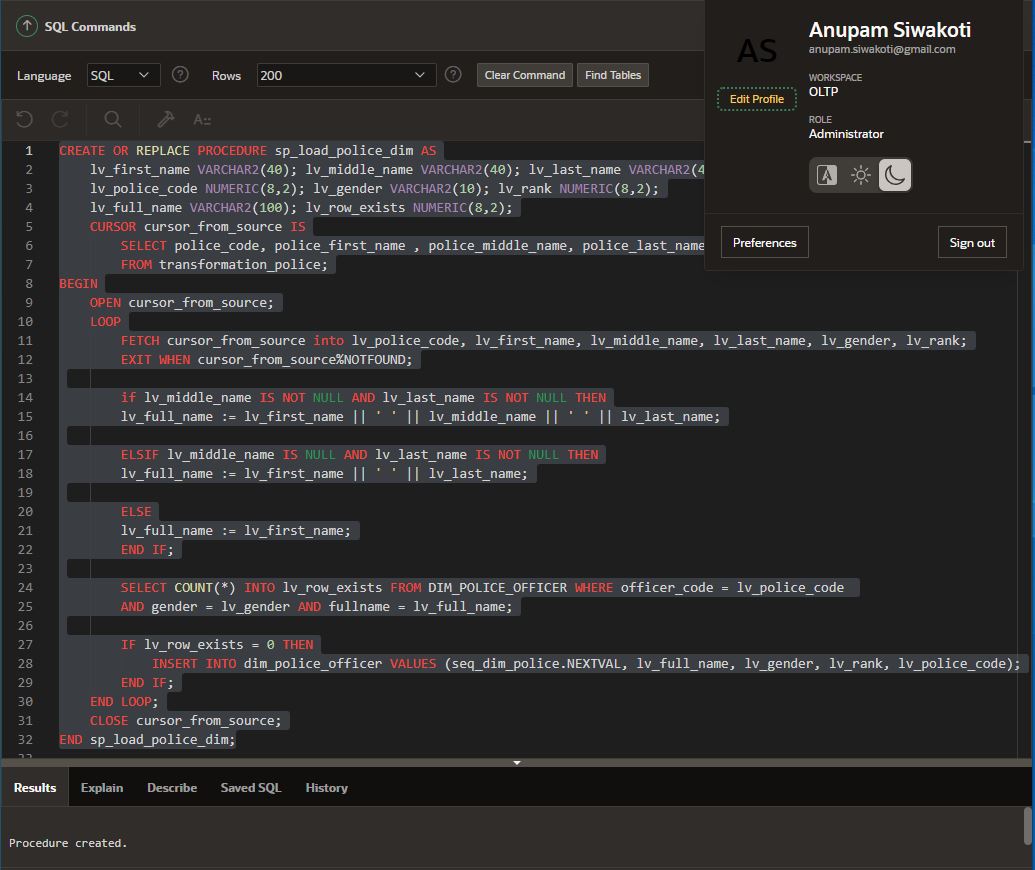 SQL Commands
AS
Anupam Siwakoti
anupam.siwakoti@gmail.com
Edit Profile
WORKSPACE
OLTP
ROLE
Administrator
Preferences
Sign out
Language
SQL
?
Rows
200
?
Clear Command
Find Tables
A::
1 CREATE OR REPLACE PROCEDURE sp_load_police_dim AS
2 lv_first_name VARCHAR2(40); lv_middle_name VARCHAR2(40); lv_last_name VARCHAR2(4
3 lv_police_code NUMERIC(8,2); lv_gender VARCHAR2(10); lv_rank NUMERIC(8,2);
4 lv_full_name VARCHAR2(100); lv_row_exists NUMERIC(8,2);
5 CURSOR cursor_from_source IS
6 SELECT police_code, police_first_name , police_middle_name, police_last_name
7 FROM transformation_police;
8 BEGIN
9 OPEN cursor_from_source;
10 LOOP
11 FETCH cursor_from_source into lv_police_code, lv_first_name, lv_middle_name, lv_last_name, lv_gender, lv_rank;
12 EXIT WHEN cursor_from_source%NOTFOUND;
13
14 if lv_middle_name IS NOT NULL AND lv_last_name IS NOT NULL THEN
15 lv_full_name := lv_first_name || ' ' || lv_middle_name || ' ' || lv_last_name;
16
17 ELSIF lv_middle_name IS NULL AND lv_last_name IS NOT NULL THEN
18 lv_full_name := lv_first_name || ' ' || lv_last_name;
19
20 ELSE
21 lv_full_name := lv_first_name;
22 END IF;
23
24 SELECT COUNT(*) INTO lv_row_exists FROM DIM_POLICE_OFFICER WHERE officer_code = lv_police_code
25 AND gender = lv_gender AND fullname = lv_full_name;
26
27 IF lv_row_exists = 0 THEN
28 INSERT INTO dim_police_officer VALUES (seq_dim_police.NEXTVAL, lv_full_name, lv_gender, lv_rank, lv_police_code);
29 END IF;
30 END LOOP;
31 CLOSE cursor_from_source;
32 END sp_load_police_dim;
Results
Explain
Describe
Saved SQL
History
Procedure created.